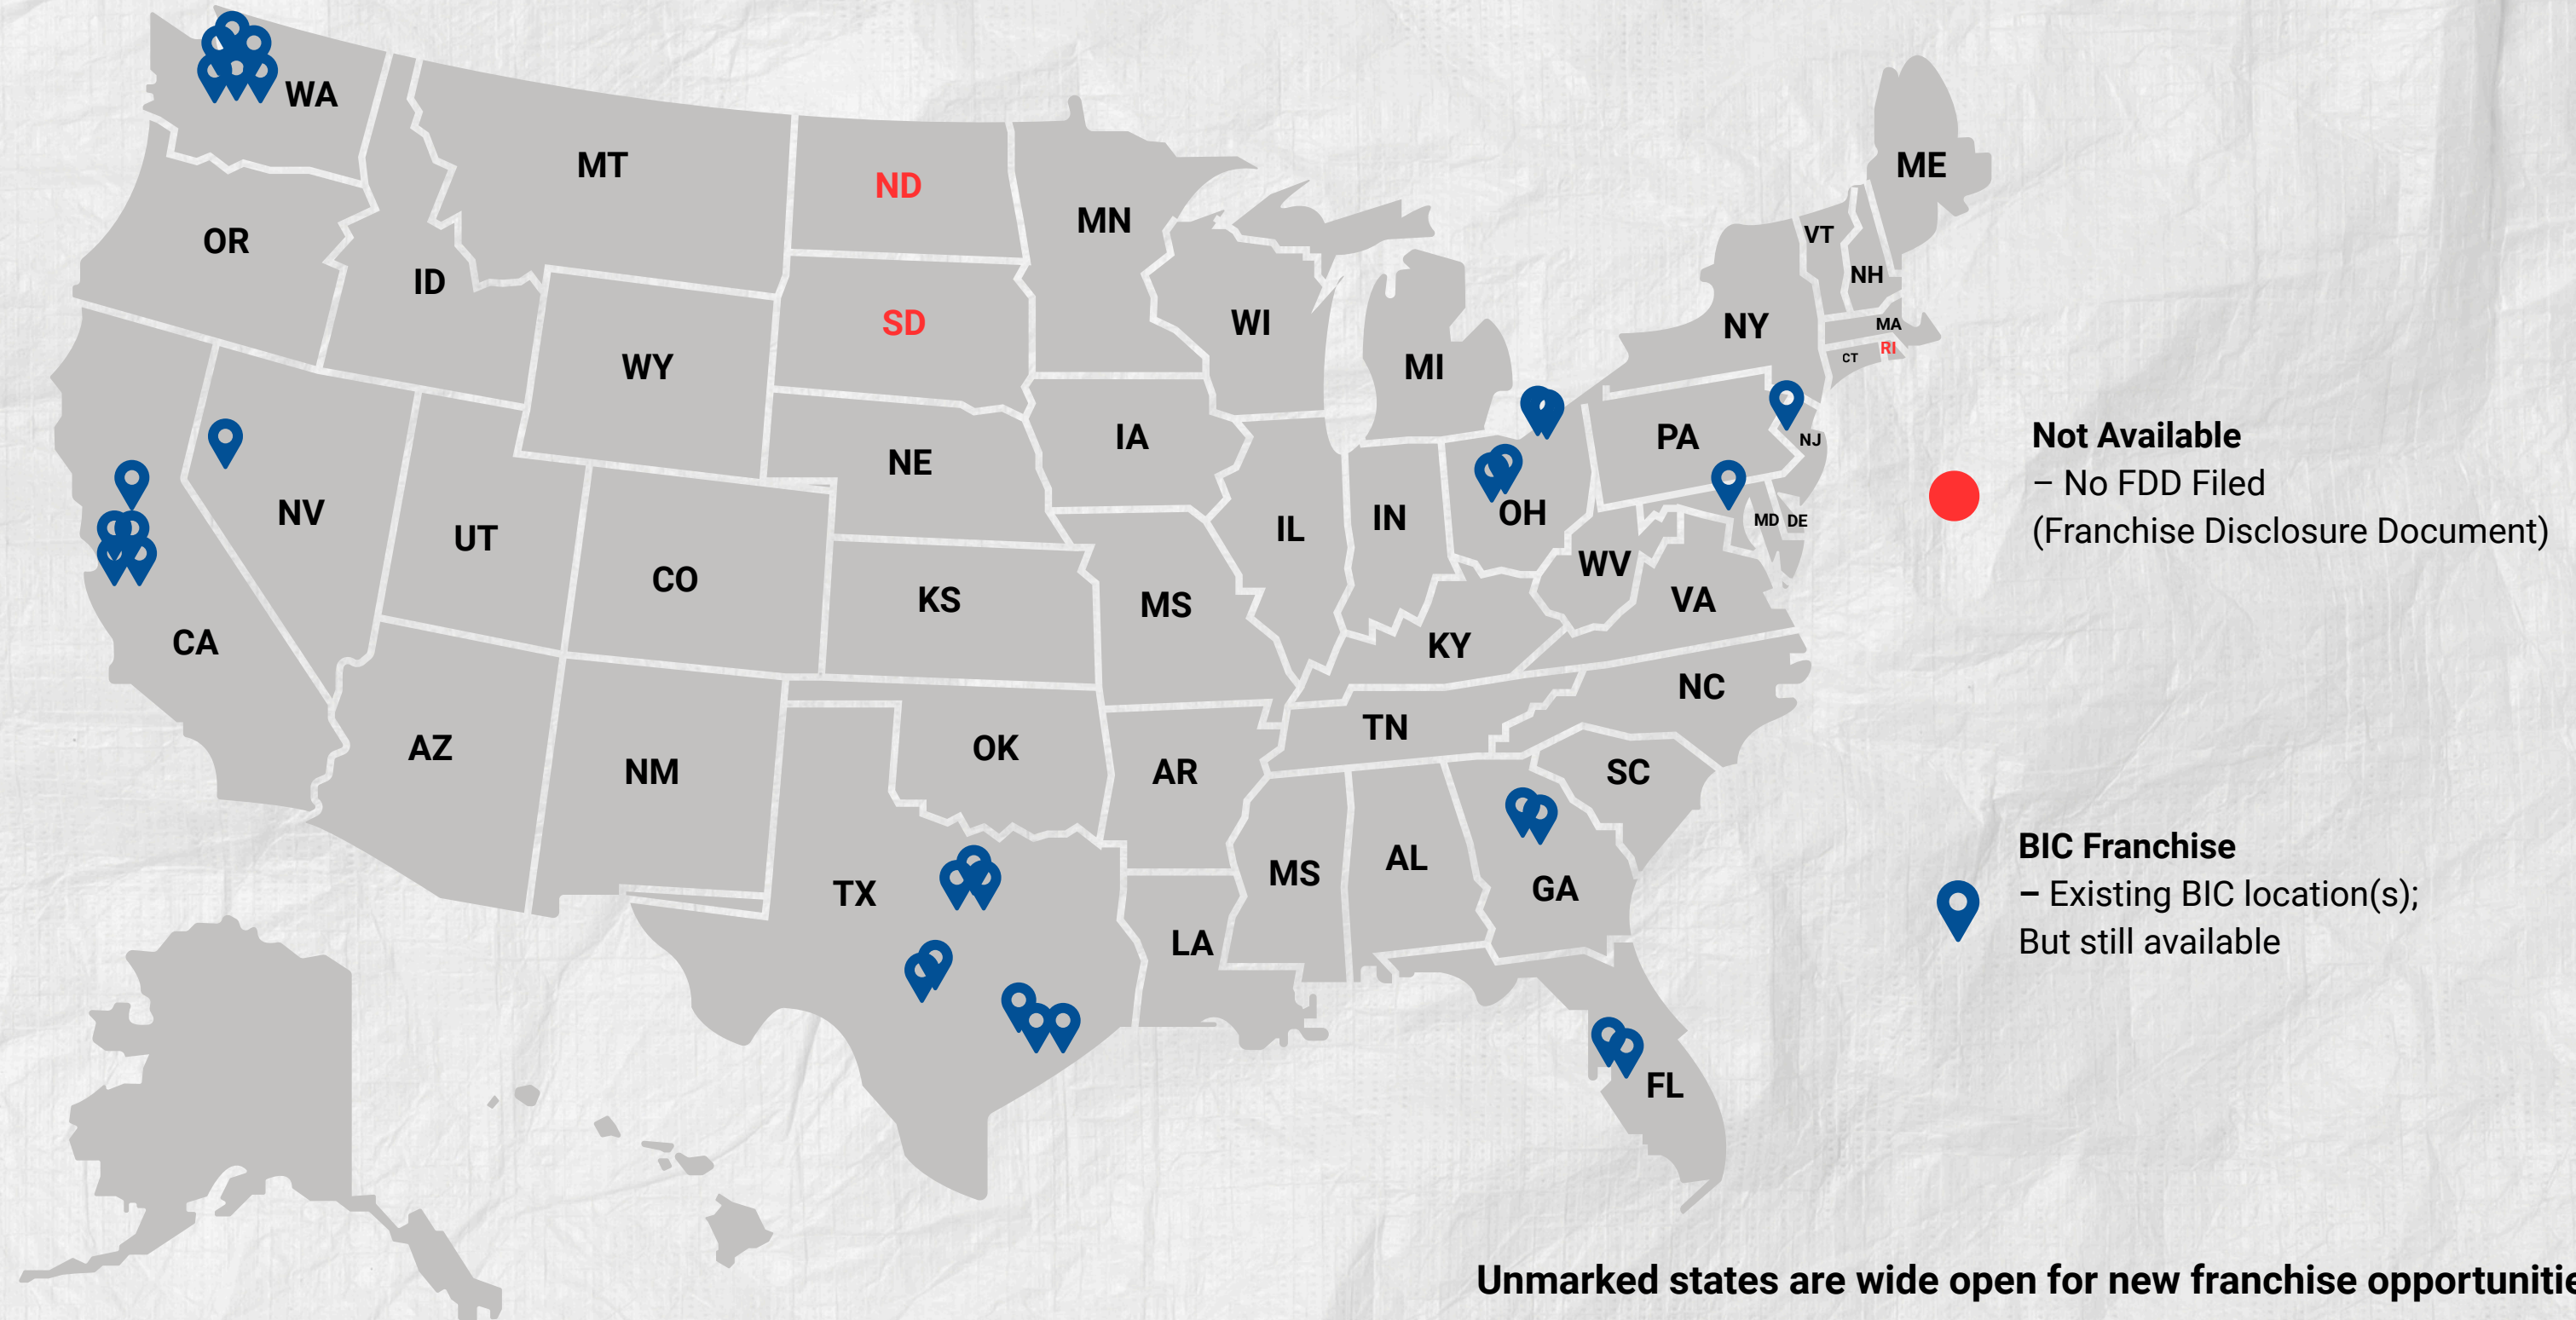 WA
MT
ND
MN
ME
OR
ID
VT
NH
SD
WI
NY
MA
RI
CT
WY
MI
IA
PA
NJ
NE
NV
UT
IL
IN
OH
MD DE
CO
KS
MS
WV
VA
CA
KY
NC
AZ
NM
OK
AR
TN
SC
TX
MS
AL
GA
LA
FL
Not Available
– No FDD Filed
(Franchise Disclosure Document)
BIC Franchise
– Existing BIC location(s);
But still available
Unmarked states are wide open for new franchise opportunitie